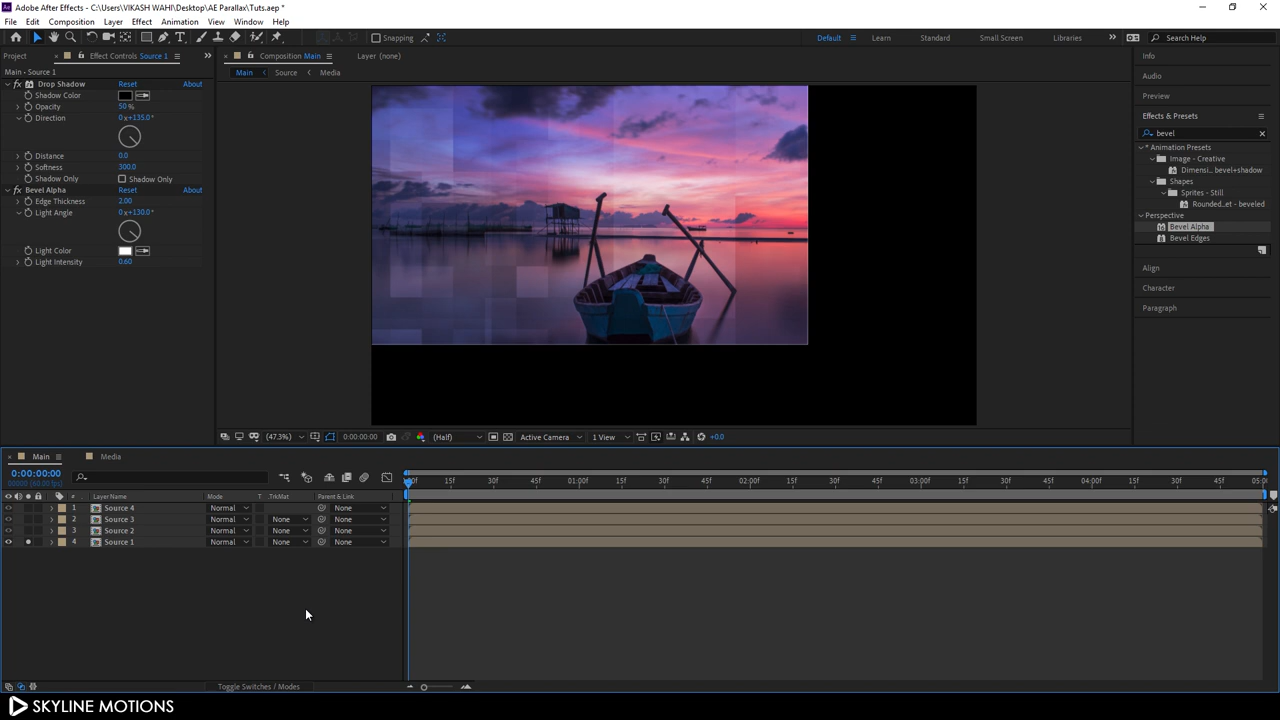 Adobe After Effects - C:\Users\VIKASH WAHI\Desktop\AE Parallax\Tuts.aep *
File Edit Composition Layer Effect Animation View Window Help
Snapping
Default Learn Standard Small Screen Libraries Search Help
Project Effect Controls Source 1
Composition Main Layer (none)
Main · Source 1
Main Source Media
Drop Shadow Reset About
Shadow Color
Opacity 50 %
Direction 0 x+135.0°
Distance 0.0
Softness 300.0
Shadow Only Shadow Only
Bevel Alpha Reset About
Edge Thickness 2.00
Light Angle 0 x+130.0°
Light Color
Light Intensity 0.60
Info
Audio
Preview
Effects & Presets
bevel
* Animation Presets
Image - Creative
Dimensi... bevel+shadow
Shapes
Sprites - Still
Rounded_et - beveled
Perspective
Bevel Alpha
Bevel Edges
Align
Character
Paragraph
(47.3%) 0:00:00:00 (Half) Active Camera 1 View +0.0
Main Media
0:00:00:00
00000 (60.00 fps)
:00f 15f 30f 45f 01:00f 15f 30f 45f 02:00f 15f 30f 45f 03:00f 15f 30f 45f 04:00f 15f 30f 45f 05:00
# Layer Name Mode T TrkMat Parent & Link
1 Source 4 Normal None
2 Source 3 Normal None None
3 Source 2 Normal None None
4 Source 1 Normal None None
Toggle Switches / Modes
SKYLINE MOTIONS